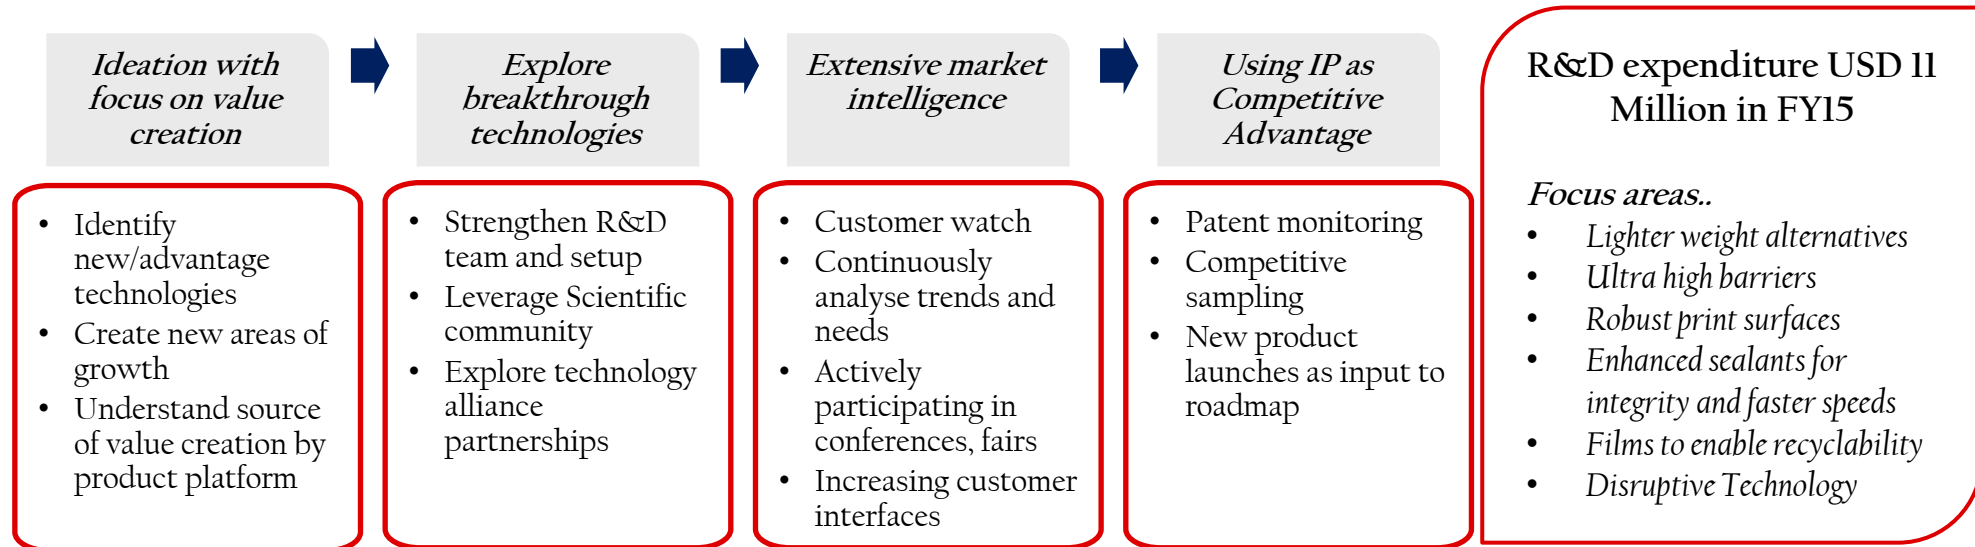 Ideation with
focus on value
creation
• Identify
new/advantage
technologies
• Create new areas of
growth
• Understand source
of value creation by
product platform
Explore
breakthrough
technologies
• Strengthen R&D
team and setup
• Leverage Scientific
community
• Explore technology
alliance
partnerships
Extensive market
intelligence
• Customer watch
• Continuously
analyse trends and
needs
• Actively
participating in
conferences, fairs
• Increasing customer
interfaces
Using IP as
Competitive
Advantage
• Patent monitoring
• Competitive
sampling
• New product
launches as input to
roadmap
R&D expenditure USD 11
Million in FY15
Focus areas..
• Lighter weight alternatives
• Ultra high barriers
• Robust print surfaces
• Enhanced sealants for
integrity and faster speeds
• Films to enable recyclability
• Disruptive Technology